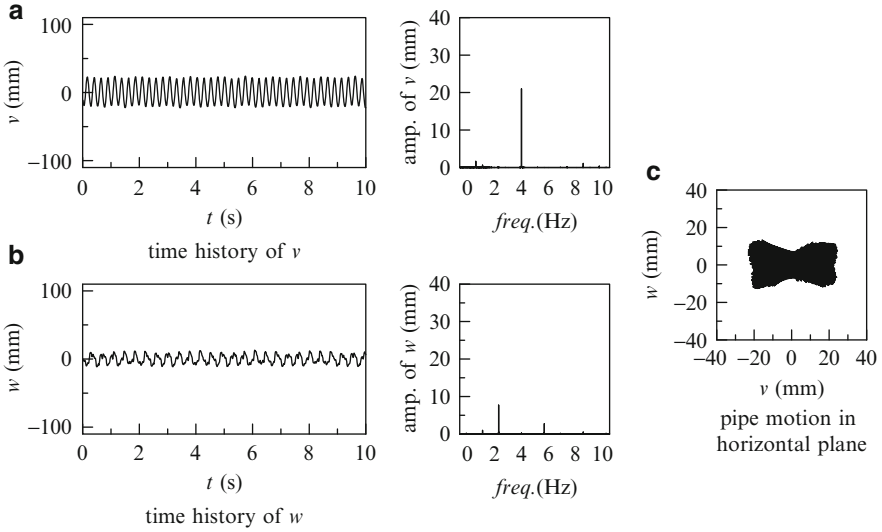 a
v (mm)
100
0
−100
0 2 4 6 8 10
t (s)
time history of v
amp. of v (mm)
40
30
20
10
0
0 2 4 6 8 10
freq.(Hz)
b
w (mm)
100
0
−100
0 2 4 6 8 10
t (s)
time history of w
amp. of w (mm)
40
30
20
10
0
0 2 4 6 8 10
freq.(Hz)
c
w (mm)
40
20
0
−20
−40
−40 −20 0 20 40
v (mm)
pipe motion in
horizontal plane